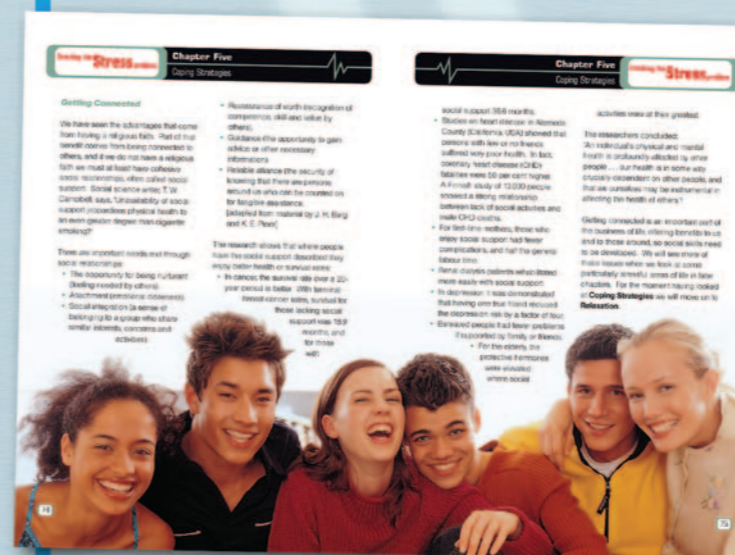 Cracking the Stress problem
Chapter Five
Coping Strategies
Getting Connected
We have seen the advantages that come
from having a religious faith. Part of that
benefit comes from being connected to
others, and if we do not have a religious
faith we must at least have cohesive
social relationships, often called social
support. Social science writer, T. W.
Campbell, says, 'Unavailability of social
support jeopardises physical health to
an even greater degree than cigarette
smoking!'
There are important needs met through
social relationships:
• The opportunity for being nurturant
(feeling needed by others).
• Attachment (emotional closeness).
• Social integration (a sense of
belonging to a group who share
similar interests, concerns and
activities).
• Reassurance of worth (recognition of
competence, skill and value by
others).
• Guidance (the opportunity to gain
advice or other necessary
information).
• Reliable alliance (the security of
knowing that there are persons
around us who can be counted on
for tangible assistance.
[adapted from material by J. H. Berg
and K. E. Piner]
The research shows that where people
have the social support described they
enjoy better health or survival rates:
• In cancer, the survival rate over a 20-
year period is better. With terminal
breast cancer sales, survival for
those lacking social
support was 18.9
months, and
for those
with
74
Chapter Five
Coping Strategies
Cracking the Stress problem
social support 36.6 months.
• Studies on heart disease in Alameda
County (California, USA) showed that
persons with few or no friends
suffered very poor health. In fact,
coronary heart disease (CHD)
fatalities were 50 per cent higher.
A Finnish study of 13,000 people
showed a strong relationship
between lack of social activities and
male CHD deaths.
• For first-time mothers, those who
enjoy social support had fewer
complications, and half the general
labour time.
• Renal dialysis patients rehabilitated
more easily with social support.
• In depression it was demonstrated
that having one true friend reduced
the depression risk by a factor of four.
• Bereaved people had fewer problems
if supported by family or friends.
• For the elderly, the
protective hormones
were elevated
where social
activities were at their greatest.
The researchers concluded:
'An individual's physical and mental
health is profoundly affected by other
people . . . our health is in some way
crucially dependent on other people, and
that we ourselves may be instrumental in
affecting the health of others.'
Getting connected is an important part of
the business of life, offering benefits to us
and to those around, so social skills need
to be developed. We will see more of
these issues when we look at some
particularly stressful areas of life in later
chapters. For the moment having looked
at Coping Strategies we will move on to
Relaxation.
75